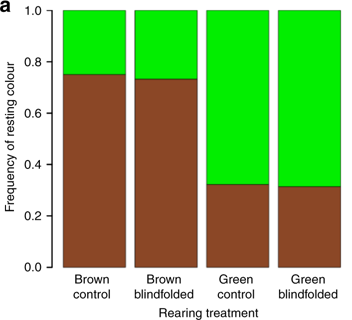 a
Frequency of resting colour
1.0
0.8
0.6
0.4
0.2
0.0
Brown control
Brown blindfolded
Green control
Green blindfolded
Rearing treatment